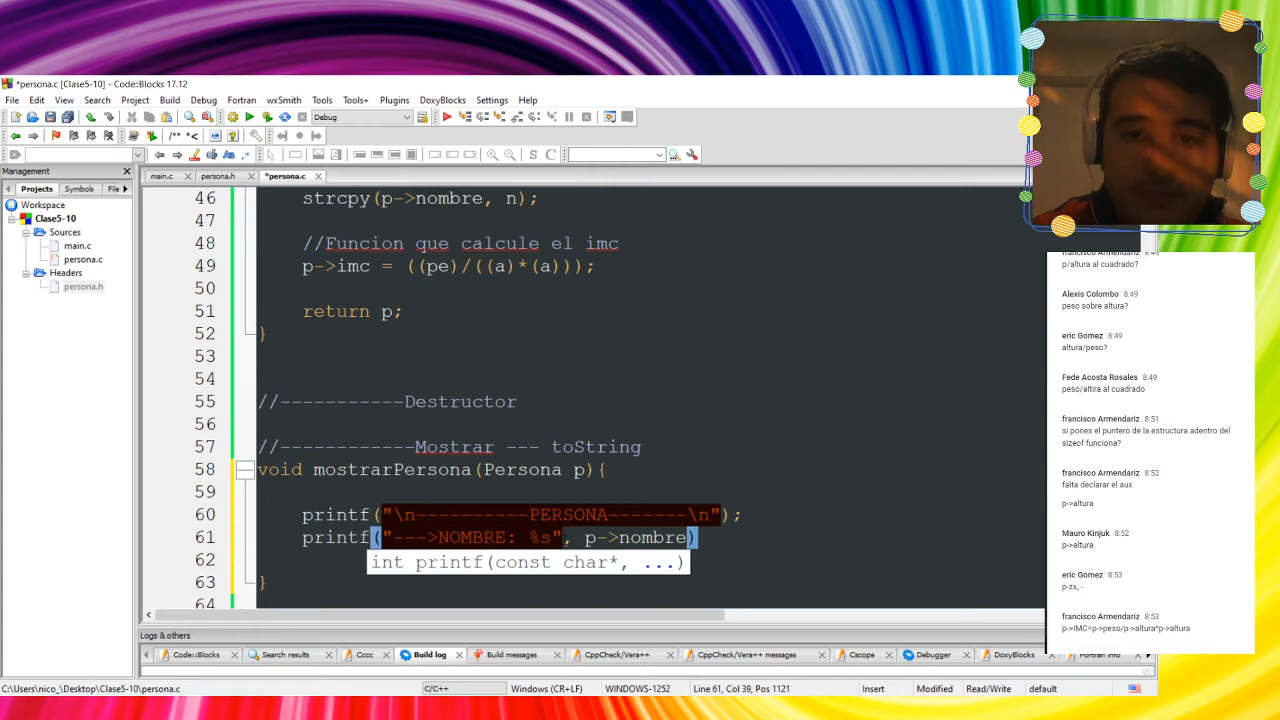 *persona.c [Clase5-10] - Code::Blocks 17.12
File Edit View Search Project Build Debug Fortran wxSmith Tools Tools+ Plugins DoxyBlocks Settings Help
Debug
/** *<
S C
Management
Projects Symbols File
Workspace
Clase5-10
Sources
main.c
persona.c
Headers
persona.h
main.c persona.h *persona.c
46 strcpy(p->nombre, n);
47
48 //Funcion que calcule el imc
49 p->imc = ((pe)/((a)*(a)));
50
51 return p;
52 }
53
54
55 //-----------Destructor
56
57 //------------Mostrar --- toString
58 void mostrarPersona(Persona p){
59
60 printf("\n----------PERSONA-------\n");
61 printf("--->NOMBRE: %s", p->nombre)
int printf(const char*, ...)
62
63 }
64
Logs & others
Code::Blocks Search results Cccc Build log Build messages CppCheck/Vera++ CppCheck/Vera++ messages Cscope Debugger DoxyBlocks Fortran info
C:\Users\nico_\Desktop\Clase5-10\persona.c C/C++ Windows (CR+LF) WINDOWS-1252 Line 61, Col 39, Pos 1121 Insert Modified Read/Write default
francisco Armendariz 8:49
p/altura al cuadrado?
Alexis Colombo 8:49
peso sobre altura?
eric Gomez 8:49
altura/peso?
Fede Acosta Rosales 8:49
peso/altira al cuadrado
francisco Armendariz 8:51
si pones el puntero de la estructura adentro del
sizeof funciona?
francisco Armendariz 8:52
falta declarar el aux
p->altura
Mauro Kinjuk 8:52
p->altura
eric Gomez 8:53
p-zx,.-
francisco Armendariz 8:53
p->IMC=p->peso/p->altura*p->altura